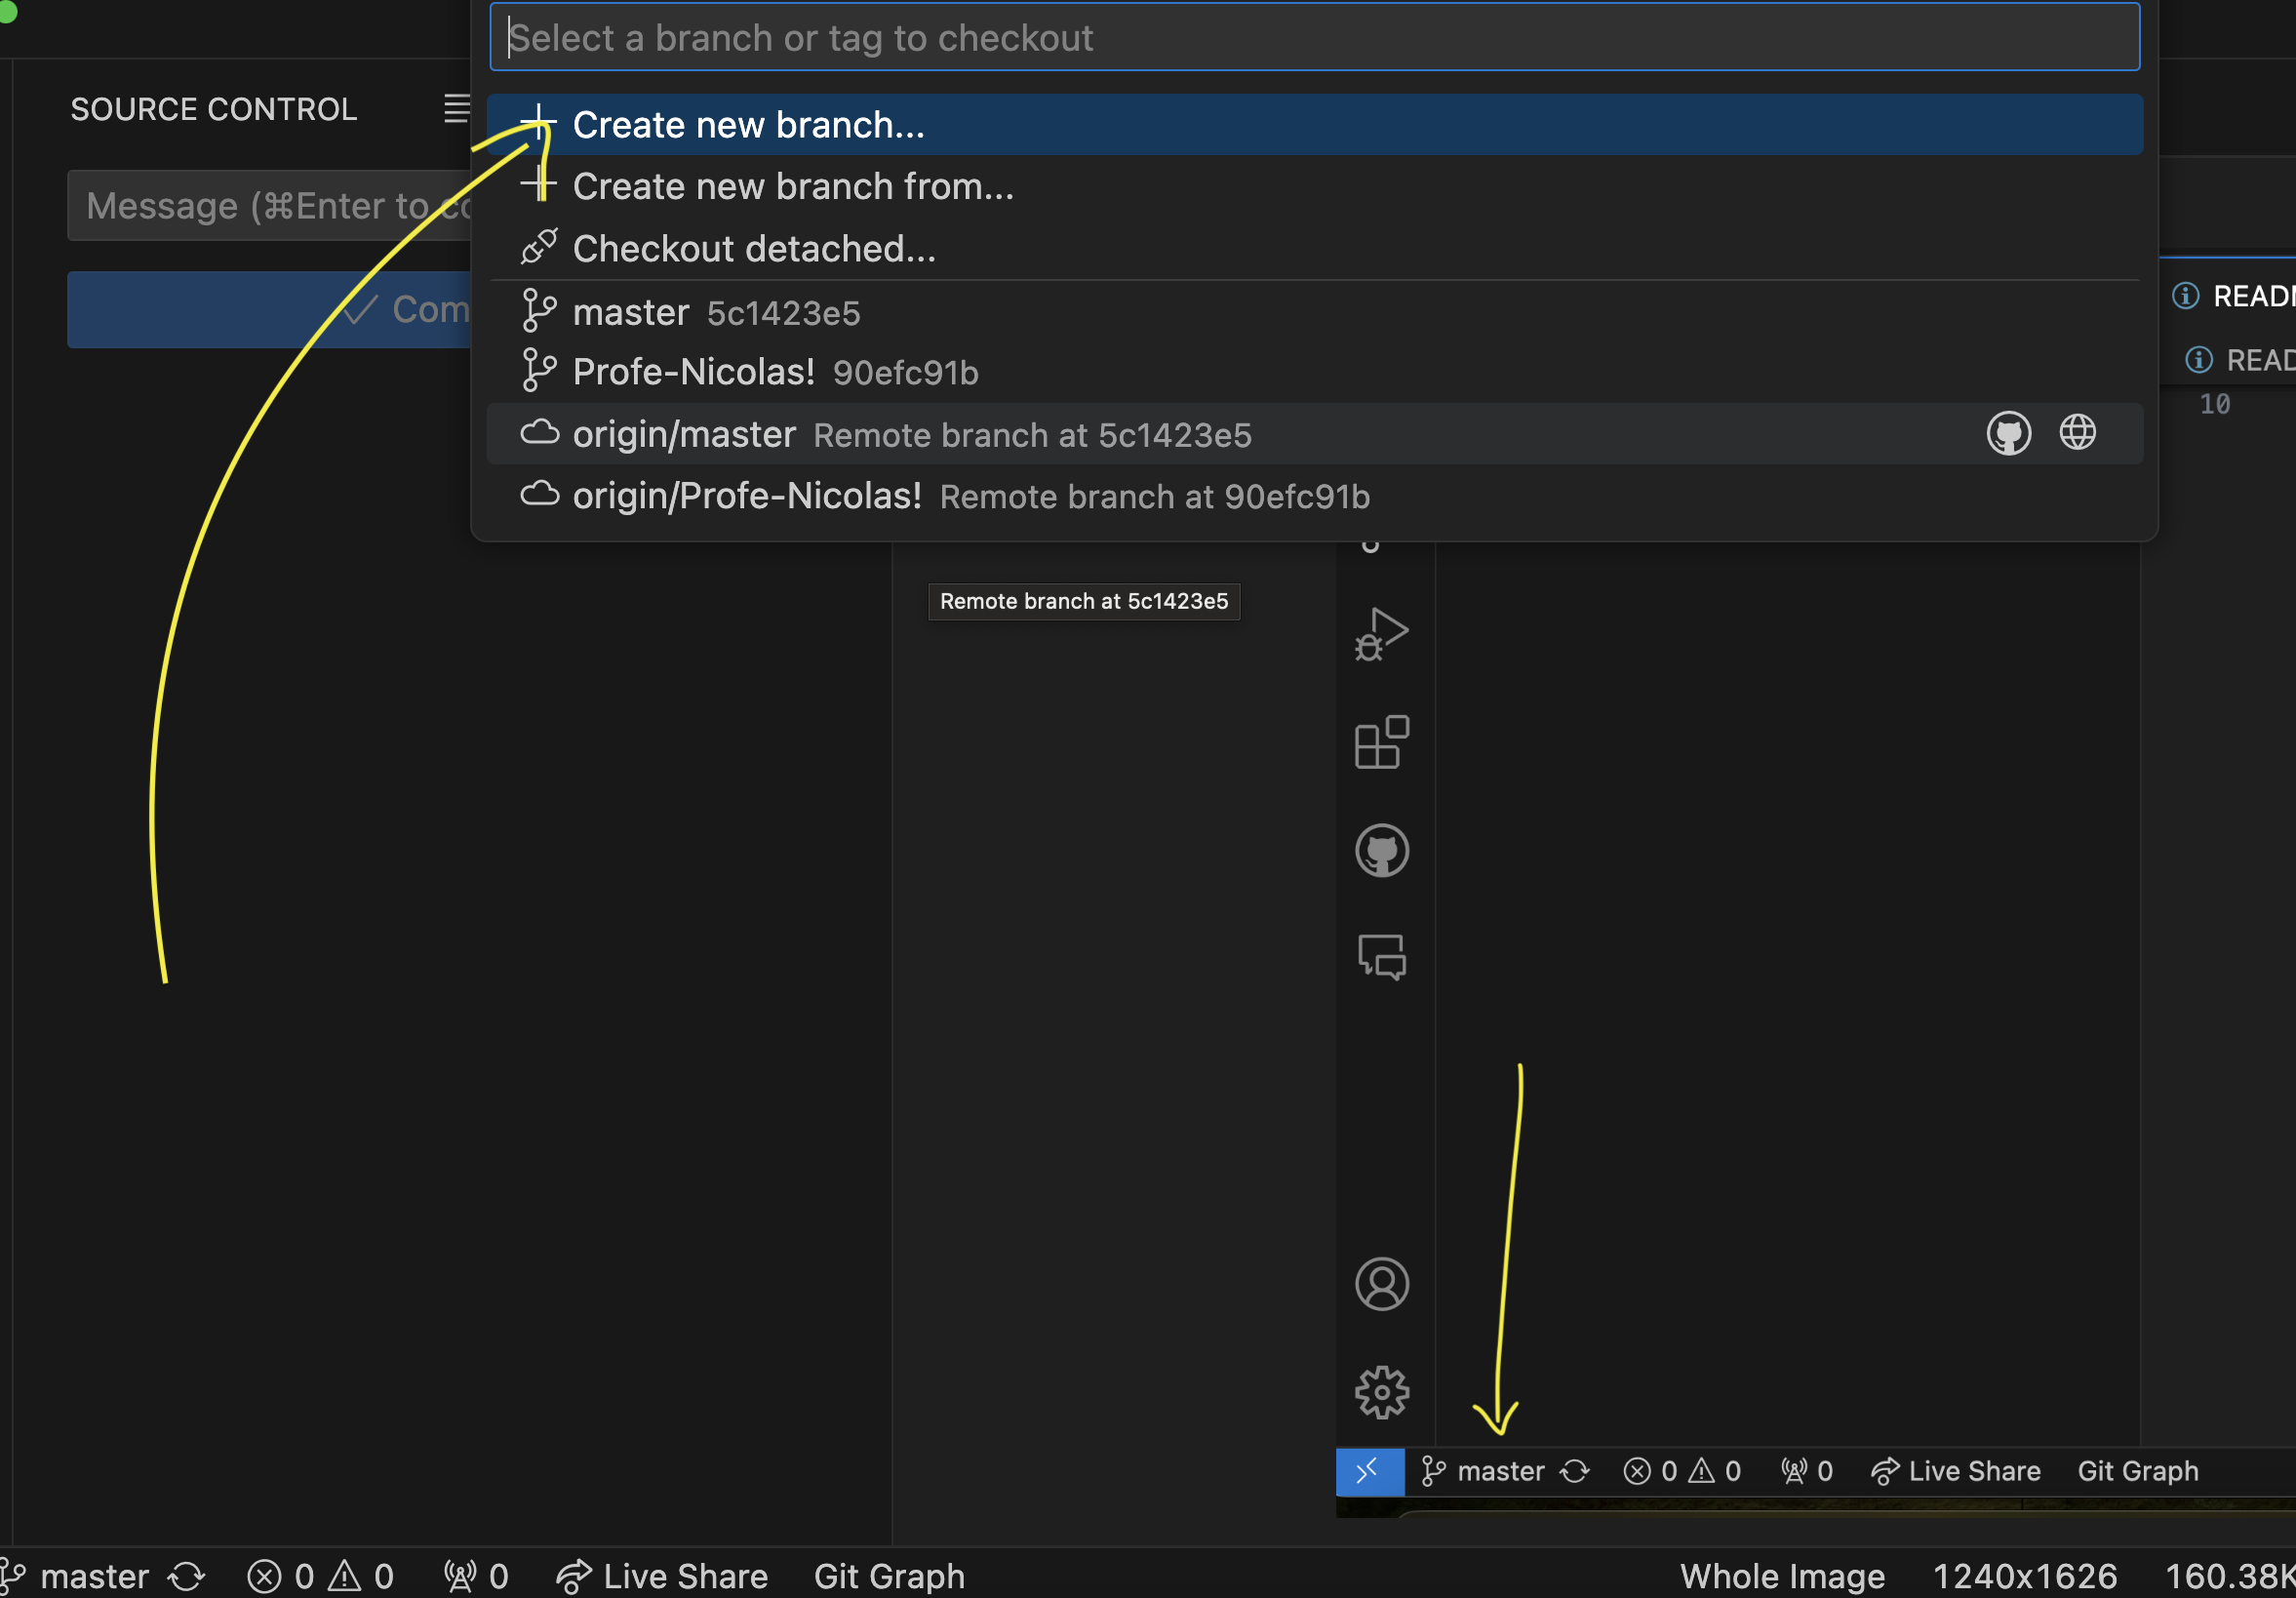 Select a branch or tag to checkout
SOURCE CONTROL
Create new branch...
Message (⌘Enter to co
Create new branch from...
Checkout detached...
Com
master 5c1423e5
Profe-Nicolas! 90efc91b
origin/master Remote branch at 5c1423e5
origin/Profe-Nicolas! Remote branch at 90efc91b
READ
READ
10
Remote branch at 5c1423e5
master 0 0 0 Live Share Git Graph
master 0 0 0 Live Share Git Graph Whole Image 1240x1626 160.38K